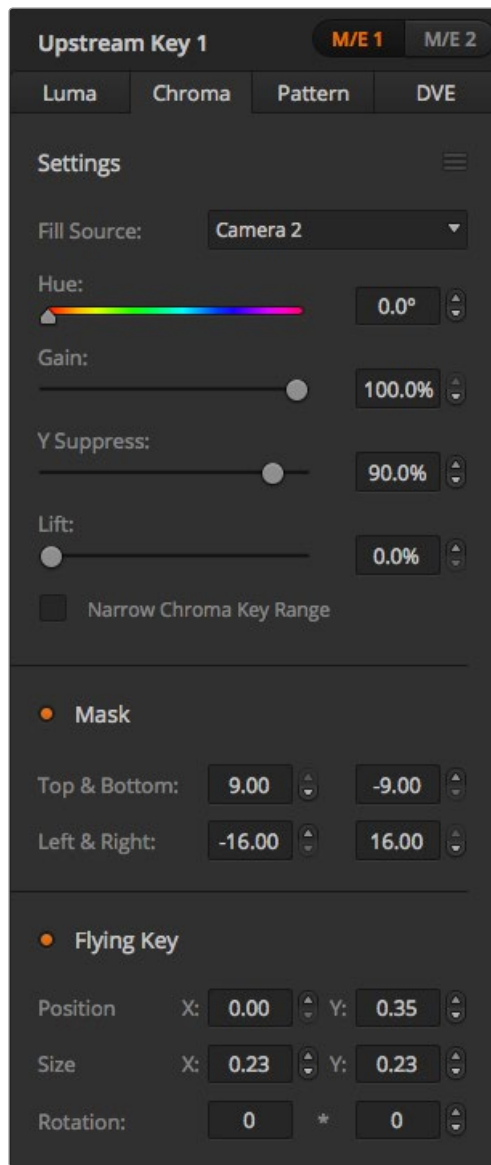 Upstream Key 1 M/E 1 M/E 2
Luma Chroma Pattern DVE
Settings
Fill Source: Camera 2
Hue:
0.0°
Gain:
100.0%
Y Suppress:
90.0%
Lift:
0.0%
Narrow Chroma Key Range
Mask
Top & Bottom: 9.00 -9.00
Left & Right: -16.00 16.00
Flying Key
Position X: 0.00 Y: 0.35
Size X: 0.23 Y: 0.23
Rotation: 0 * 0